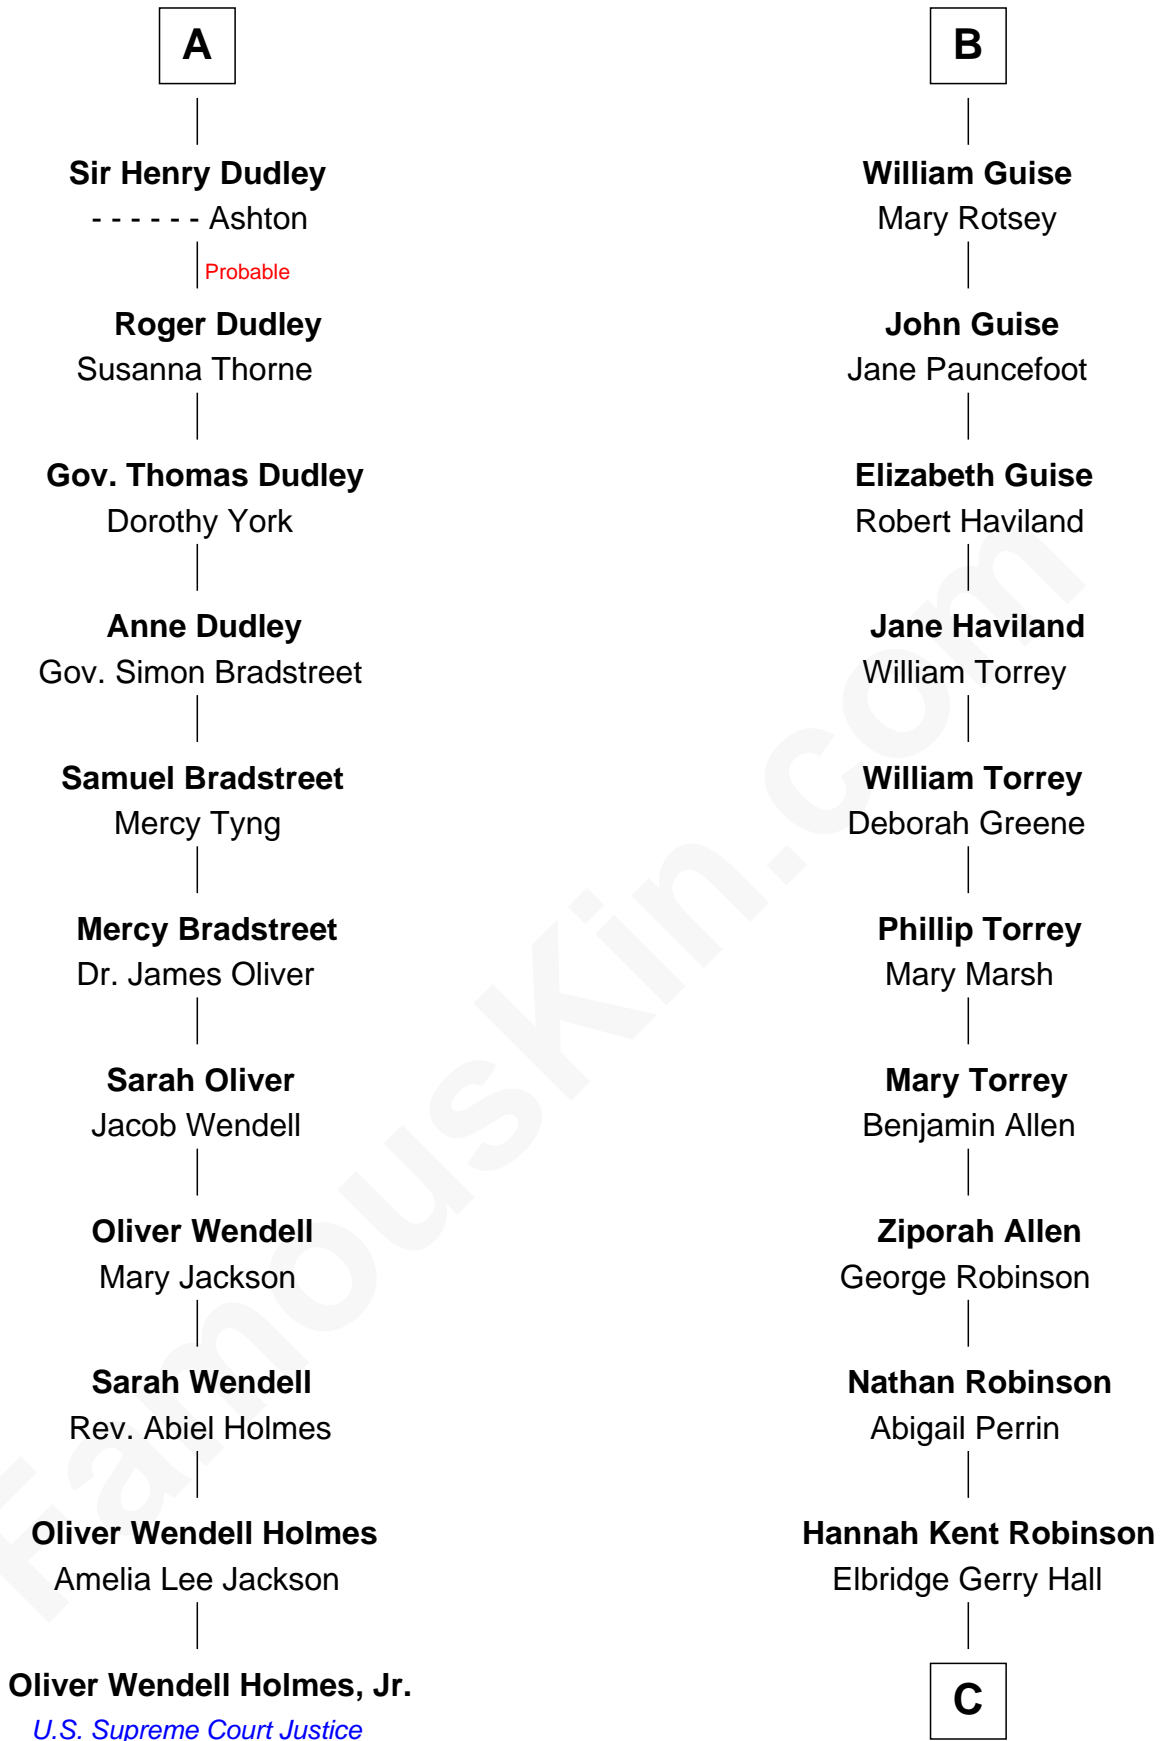 A
Sir Henry Dudley
- - - - - - Ashton
Probable
Roger Dudley
Susanna Thorne
Gov. Thomas Dudley
Dorothy York
Anne Dudley
Gov. Simon Bradstreet
Samuel Bradstreet
Mercy Tyng
Mercy Bradstreet
Dr. James Oliver
Sarah Oliver
Jacob Wendell
Oliver Wendell
Mary Jackson
Sarah Wendell
Rev. Abiel Holmes
Oliver Wendell Holmes
Amelia Lee Jackson
Oliver Wendell Holmes, Jr.
U.S. Supreme Court Justice
B
William Guise
Mary Rotsey
John Guise
Jane Pauncefoot
Elizabeth Guise
Robert Haviland
Jane Haviland
William Torrey
William Torrey
Deborah Greene
Phillip Torrey
Mary Marsh
Mary Torrey
Benjamin Allen
Ziporah Allen
George Robinson
Nathan Robinson
Abigail Perrin
Hannah Kent Robinson
Elbridge Gerry Hall
C
FamousKin.com